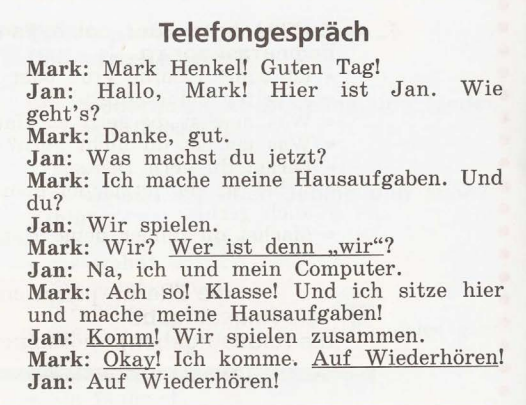 Telefongespräch
Mark: Mark Henkel! Guten Tag!
Jan: Hallo, Mark! Hier ist Jan. Wie
geht's?
Mark: Danke, gut.
Jan: Was machst du jetzt?
Mark: Ich mache meine Hausaufgaben. Und
du?
Jan: Wir spielen.
Mark: Wir? Wer ist denn „wir“?
Jan: Na, ich und mein Computer.
Mark: Ach so! Klasse! Und ich sitze hier
und mache meine Hausaufgaben!
Jan: Komm! Wir spielen zusammen.
Mark: Okay! Ich komme. Auf Wiederhören!
Jan: Auf Wiederhören!